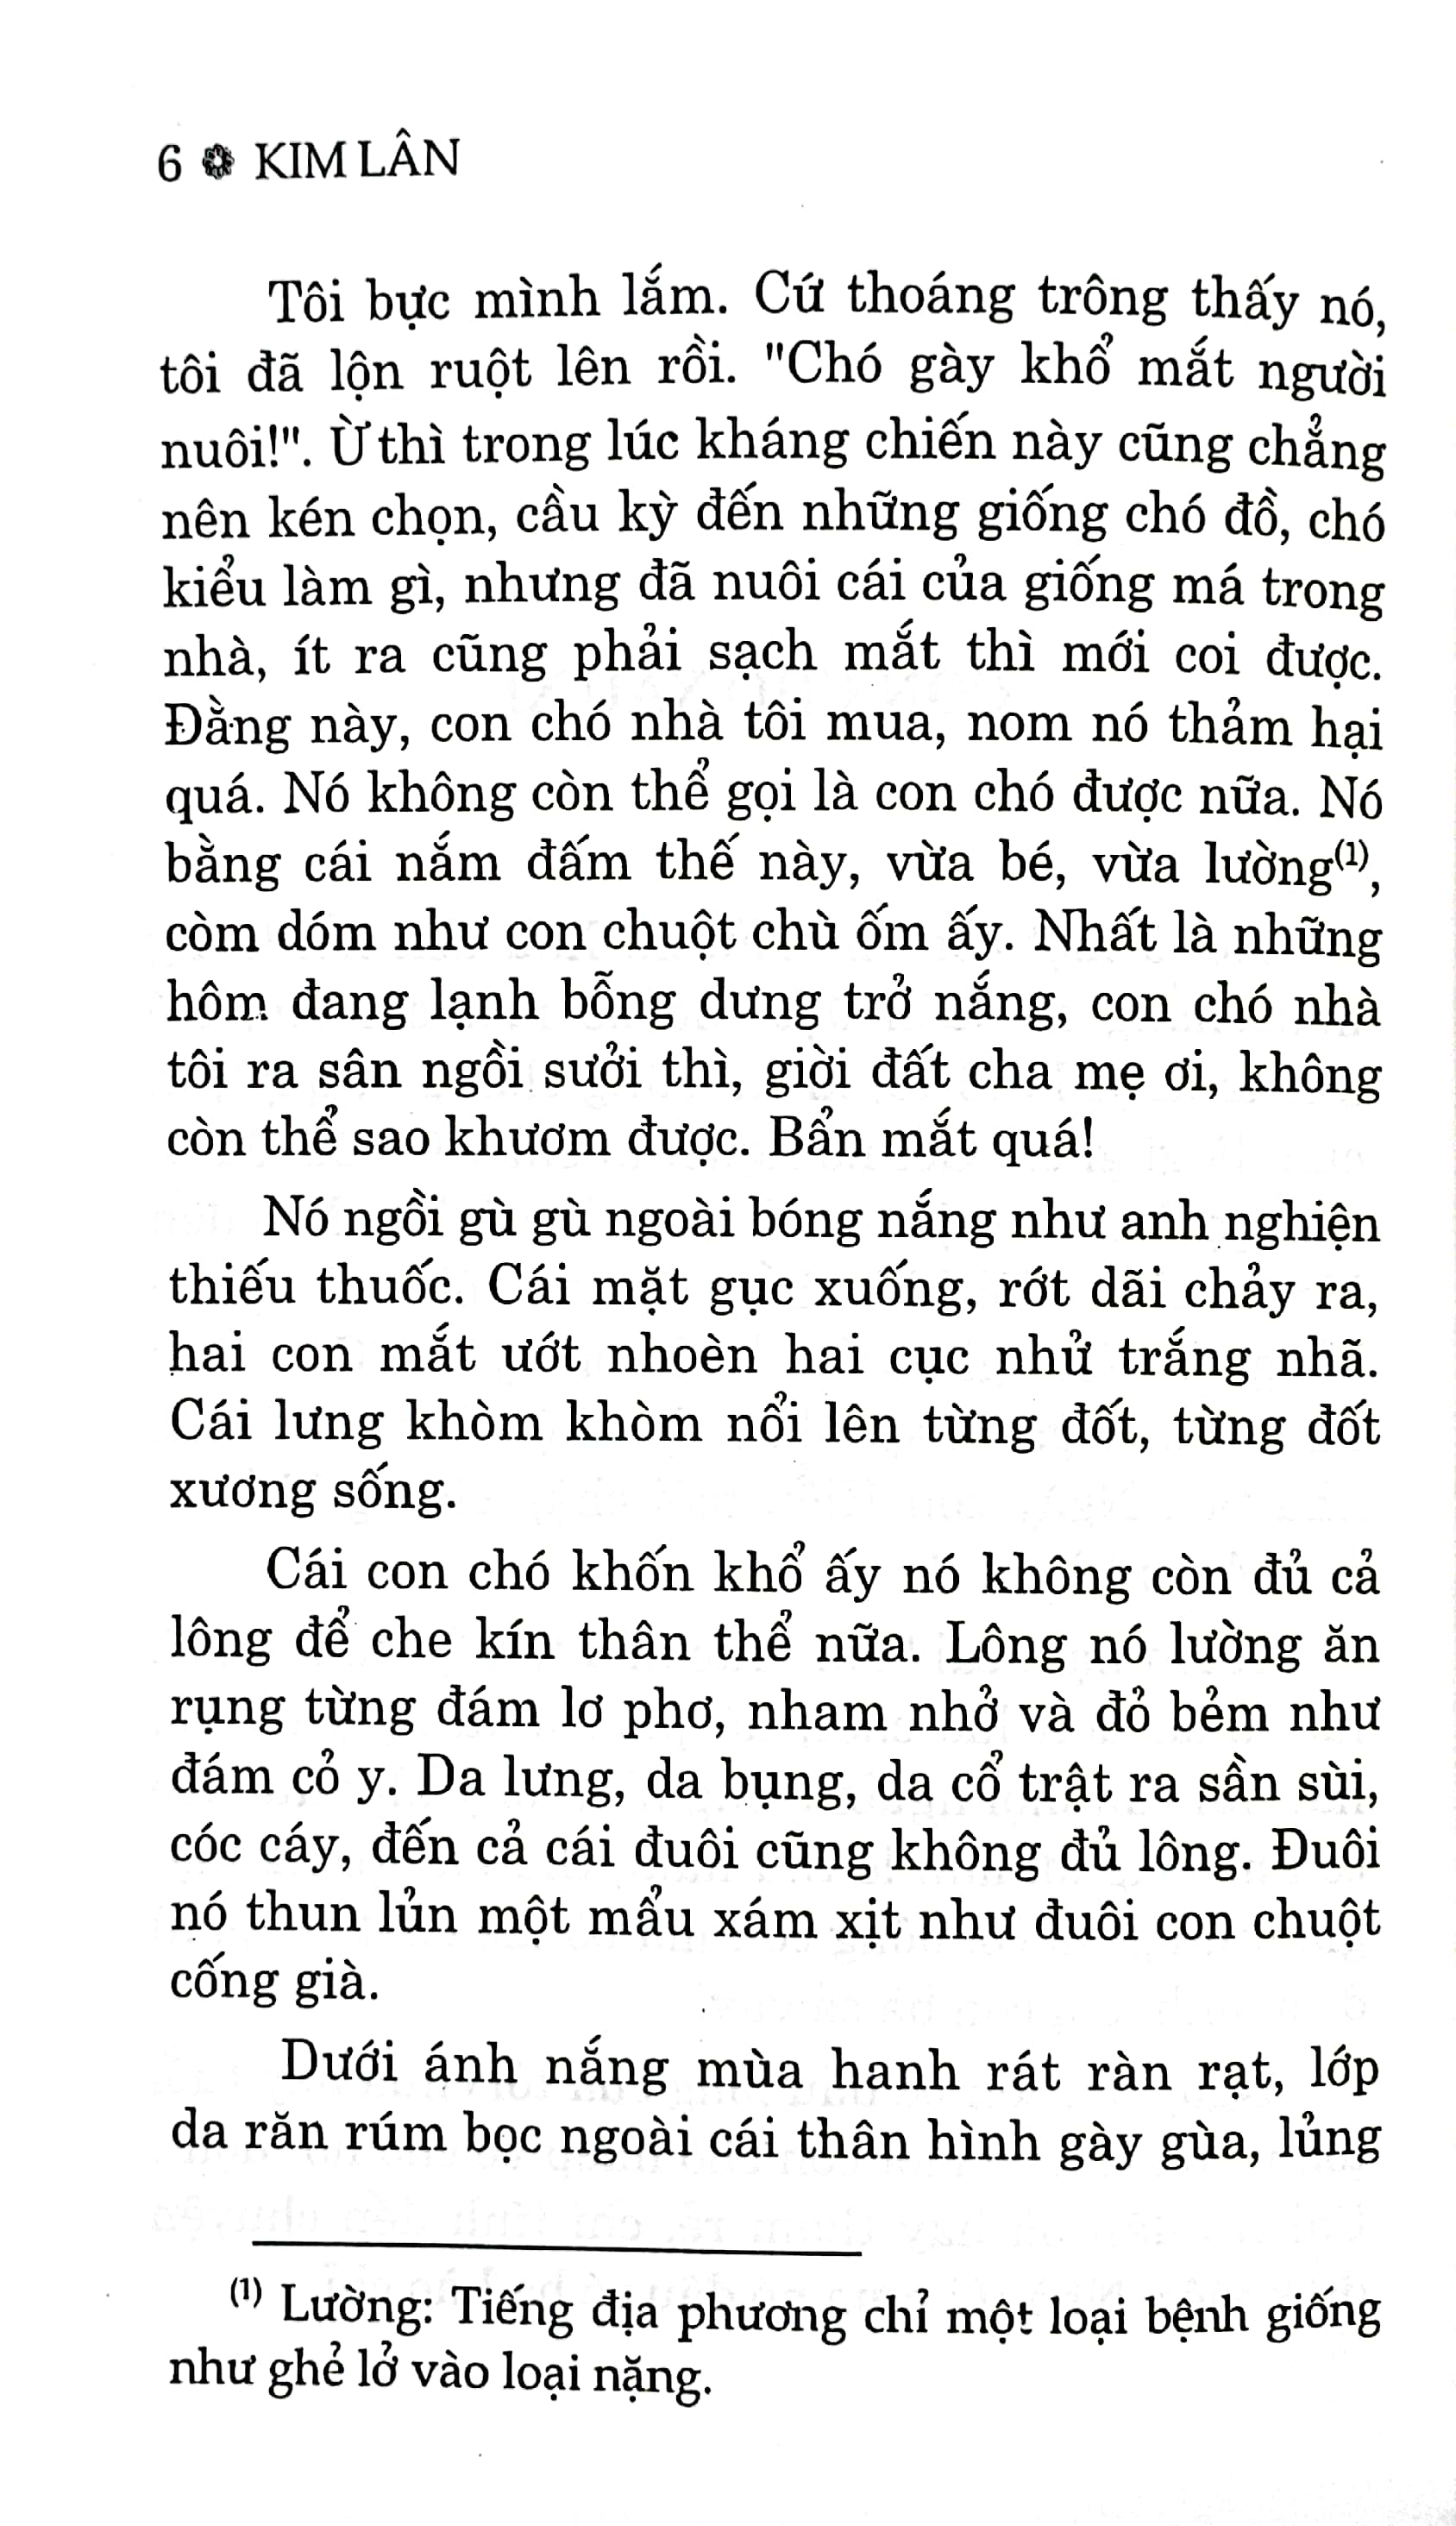 6 ❁ KIM LÂN
Tôi bực mình lắm. Cứ thoáng trông thấy nó,
tôi đã lộn ruột lên rồi. "Chó gày khổ mắt người
nuôi!". Ừ thì trong lúc kháng chiến này cũng chẳng
nên kén chọn, cầu kỳ đến những giống chó đồ, chó
kiểu làm gì, nhưng đã nuôi cái của giống má trong
nhà, ít ra cũng phải sạch mắt thì mới coi được.
Đằng này, con chó nhà tôi mua, nom nó thảm hại
quá. Nó không còn thể gọi là con chó được nữa. Nó
bằng cái nắm đấm thế này, vừa bé, vừa lường(1),
còm dóm như con chuột chù ốm ấy. Nhất là những
hôm đang lạnh bỗng dưng trở nắng, con chó nhà
tôi ra sân ngồi sưởi thì, giời đất cha mẹ ơi, không
còn thể sao khươm được. Bẩn mắt quá!
Nó ngồi gù gù ngoài bóng nắng như anh nghiện
thiếu thuốc. Cái mặt gục xuống, rớt dãi chảy ra,
hai con mắt ướt nhoèn hai cục nhử trắng nhã.
Cái lưng khòm khòm nổi lên từng đốt, từng đốt
xương sống.
Cái con chó khốn khổ ấy nó không còn đủ cả
lông để che kín thân thể nữa. Lông nó lường ăn
rụng từng đám lơ phơ, nham nhở và đỏ bẻm như
đám cỏ y. Da lưng, da bụng, da cổ trật ra sần sùi,
cóc cáy, đến cả cái đuôi cũng không đủ lông. Đuôi
nó thun lủn một mẩu xám xịt như đuôi con chuột
cống già.
Dưới ánh nắng mùa hanh rát ràn rạt, lớp
da răn rúm bọc ngoài cái thân hình gày gùa, lủng
(1) Lường: Tiếng địa phương chỉ một loại bệnh giống
như ghẻ lở vào loại nặng.